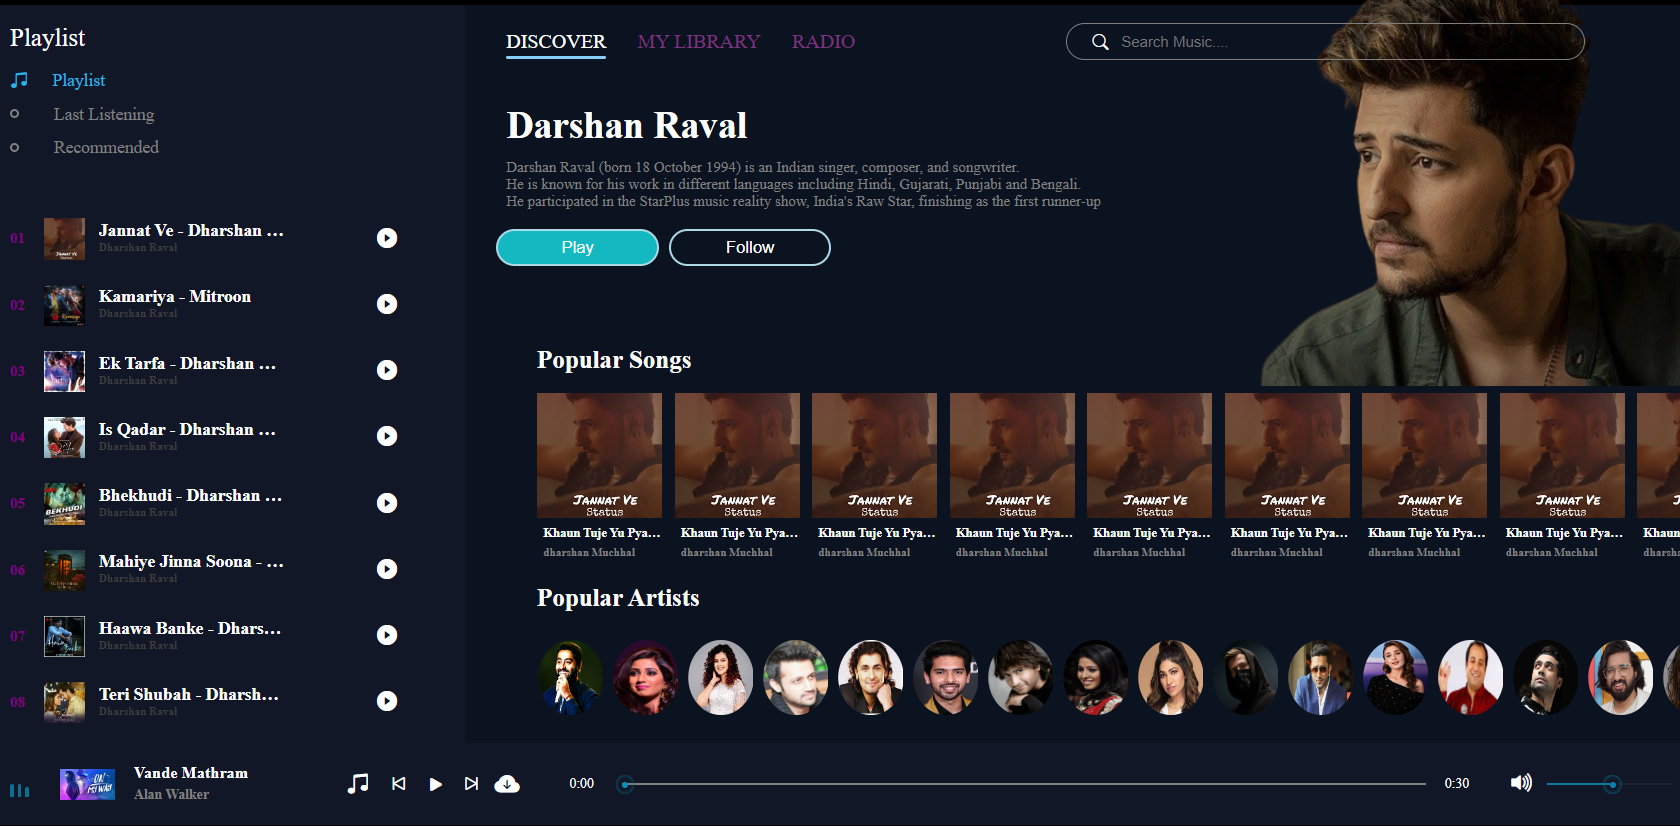 Playlist
Playlist
Last Listening
Recommended
01
Jannat Ve - Dharshan ...
Dharshan Raval
02
Kamariya - Mitroon
Dharshan Raval
03
Ek Tarfa - Dharshan ...
Dharshan Raval
04
Is Qadar - Dharshan ...
Dharshan Raval
05
Bhekhudi - Dharshan ...
Dharshan Raval
BEKHUDI
06
Mahiye Jinna Soona - ...
Dharshan Raval
07
Haawa Banke - Dhars...
Dharshan Raval
08
Teri Shubah - Dharsh...
Dharshan Raval
DISCOVER MY LIBRARY RADIO
Search Music....
Darshan Raval
Darshan Raval (born 18 October 1994) is an Indian singer, composer, and songwriter.
He is known for his work in different languages including Hindi, Gujarati, Punjabi and Bengali.
He participated in the StarPlus music reality show, India's Raw Star, finishing as the first runner-up
Play Follow
Popular Songs
JANNAT VE JANNAT VE JANNAT VE JANNAT VE JANNAT VE JANNAT VE JANNAT VE JANNAT VE
Status Status Status Status Status Status Status Status
Khaun Tuje Yu Pya... Khaun Tuje Yu Pya... Khaun Tuje Yu Pya... Khaun Tuje Yu Pya... Khaun Tuje Yu Pya... Khaun Tuje Yu Pya... Khaun Tuje Yu Pya... Khaun Tuje Yu Pya... Khaun
dharshan Muchhal dharshan Muchhal dharshan Muchhal dharshan Muchhal dharshan Muchhal dharshan Muchhal dharshan Muchhal dharshan Muchhal dharsha
Popular Artists
ON MY WAY
Vande Mathram
Alan Walker
0:00
0:30